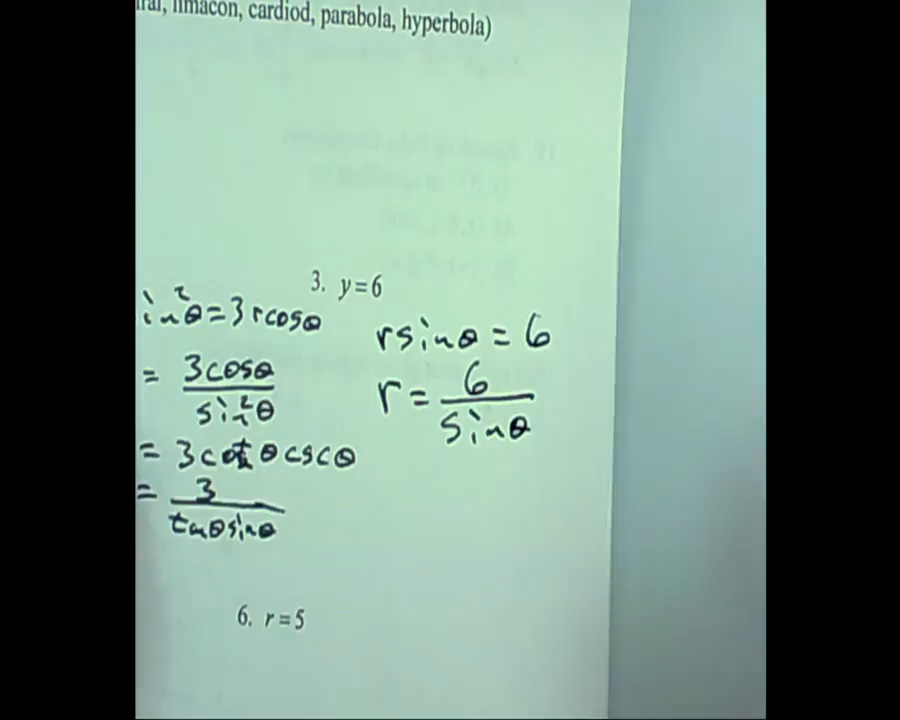 limacon, cardiod, parabola, hyperbola)
3. y=6
in²θ=3rcosθ
= 3cosθ / sin²θ
= 3cotθcscθ
= 3 / tanθsinθ
rsinθ=6
r= 6 / sinθ
6. r=5